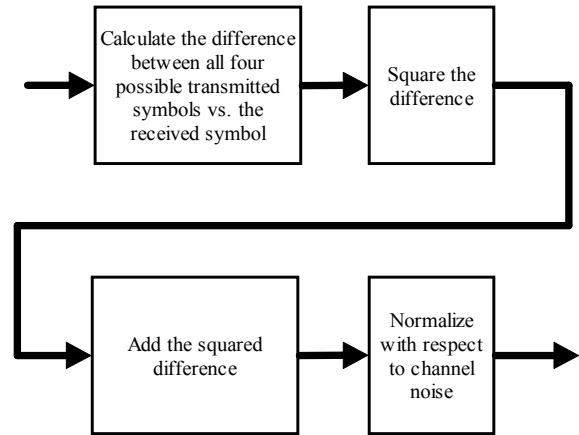 Calculate the difference
between all four
possible transmitted
symbols vs. the
received symbol
Square the
difference
Add the squared
difference
Normalize
with respect
to channel
noise